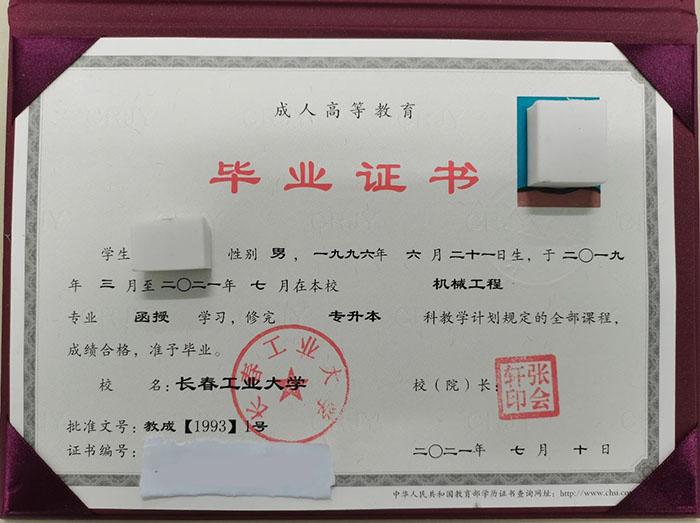 成人高等教育
毕业证书
学生 性别 男，一九九六年 六 月二十一日生，于二〇一九
年 三 月至二〇二一年 七 月在本校 机械工程
专业 函授 学习，修完 专升本 科教学计划规定的全部课程，
成绩合格，准予毕业。
校 名：长春工业大学 校（院）长：
长春工业大学
张会轩印
批准文号：教成【1993】1号
证书编号： 二〇二一年 七 月 十 日
中华人民共和国教育部学历证书查询网址：http://www.chsi.com.cn